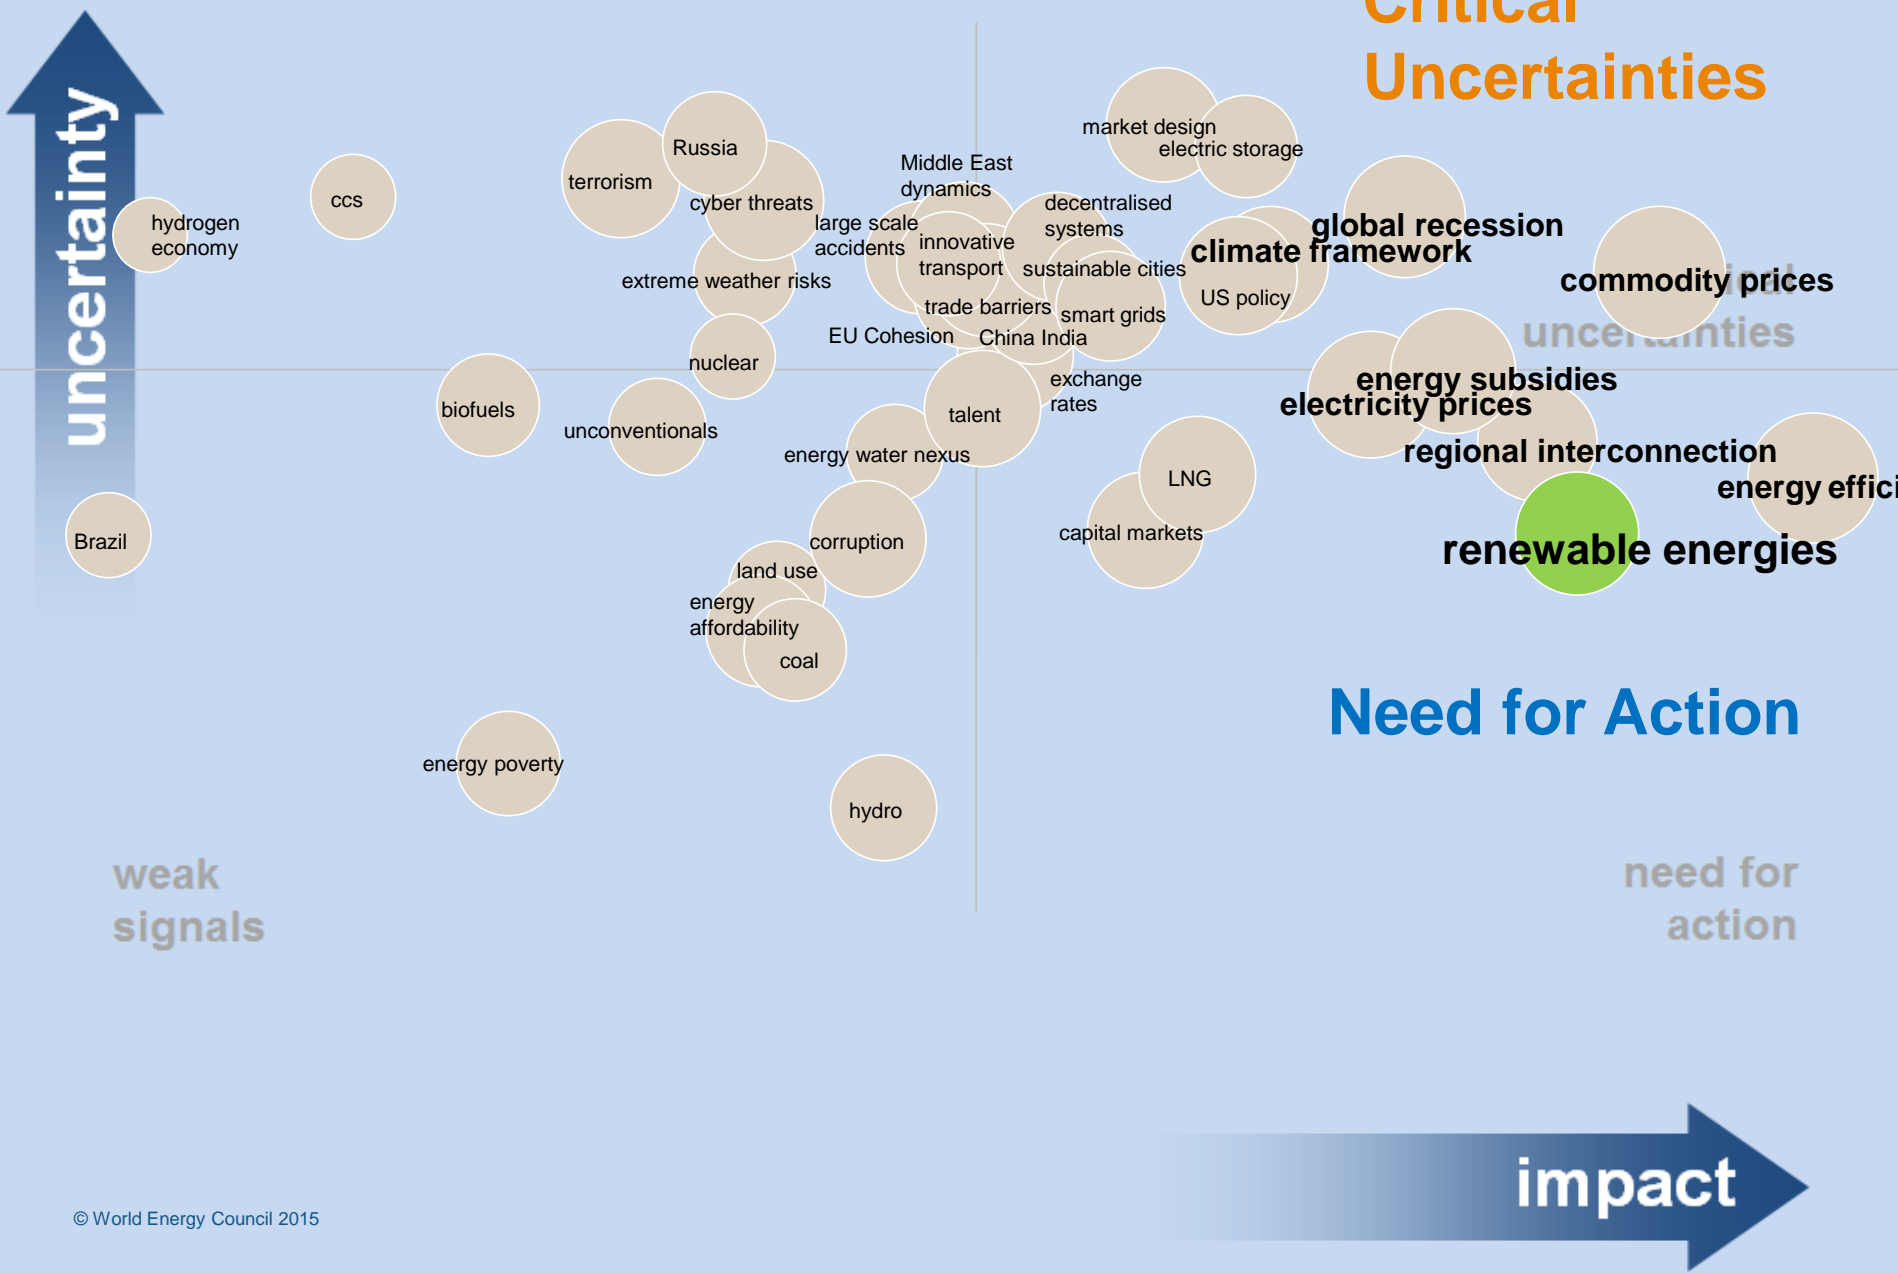 Critical
Uncertainties
uncertainty
market design
electric storage
Russia
terrorism
ccs
cyber threats
hydrogen
economy
Middle East
dynamics
large scale
accidents
innovative
transport
decentralised
systems
sustainable cities
climate framework
global recession
US policy
commodity prices
uncertainties
extreme weather risks
trade barriers
smart grids
EU Cohesion
China India
nuclear
exchange
rates
energy subsidies
electricity prices
biofuels
unconventionals
talent
energy water nexus
regional interconnection
LNG
energy effici
Brazil
corruption
capital markets
renewable energies
land use
energy
affordability
coal
Need for Action
energy poverty
hydro
weak
signals
need for
action
impact
© World Energy Council 2015